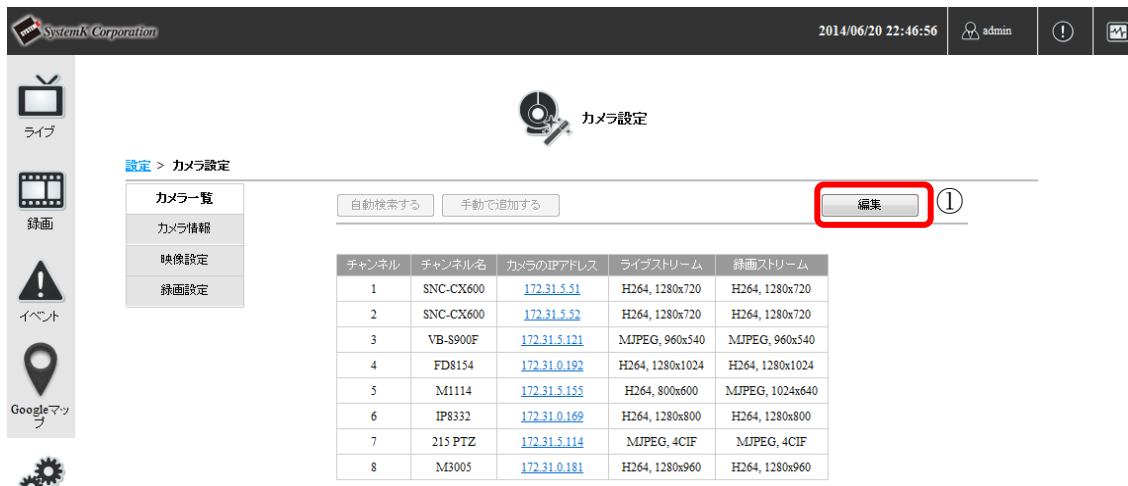 SystemK Corporation
2014/06/20 22:46:56 admin
ライブ
録画
イベント
Googleマッ
プ
カメラ設定
設定 > カメラ設定
カメラ一覧
カメラ情報
映像設定
録画設定
自動検索する 手動で追加する 編集 ①
チャンネル チャンネル名 カメラのIPアドレス ライブストリーム 録画ストリーム
1 SNC-CX600 172.31.5.51 H264, 1280x720 H264, 1280x720
2 SNC-CX600 172.31.5.52 H264, 1280x720 H264, 1280x720
3 VB-S900F 172.31.5.121 MJPEG, 960x540 MJPEG, 960x540
4 FD8154 172.31.0.192 H264, 1280x1024 H264, 1280x1024
5 M1114 172.31.5.155 H264, 800x600 MJPEG, 1024x640
6 IP8332 172.31.0.169 H264, 1280x800 H264, 1280x800
7 215 PTZ 172.31.5.114 MJPEG, 4CIF MJPEG, 4CIF
8 M3005 172.31.0.181 H264, 1280x960 H264, 1280x960